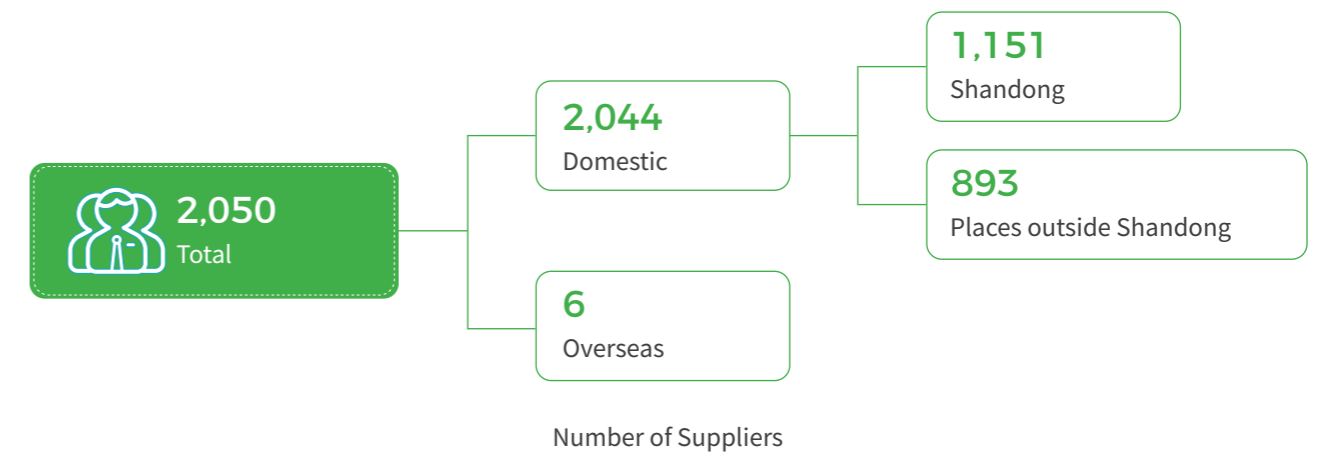 2,050
Total
2,044
Domestic
6
Overseas
1,151
Shandong
893
Places outside Shandong
Number of Suppliers